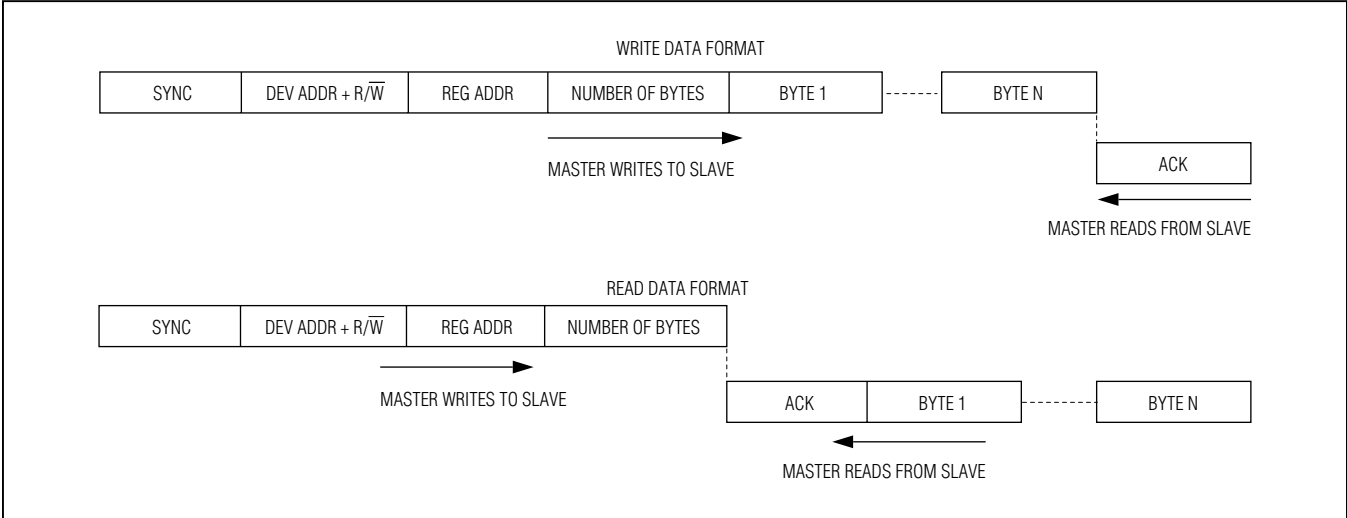 WRITE DATA FORMAT
SYNC DEV ADDR + R/W̅ REG ADDR NUMBER OF BYTES BYTE 1 BYTE N
MASTER WRITES TO SLAVE
ACK
MASTER READS FROM SLAVE
READ DATA FORMAT
SYNC DEV ADDR + R/W̅ REG ADDR NUMBER OF BYTES
MASTER WRITES TO SLAVE
ACK BYTE 1 BYTE N
MASTER READS FROM SLAVE